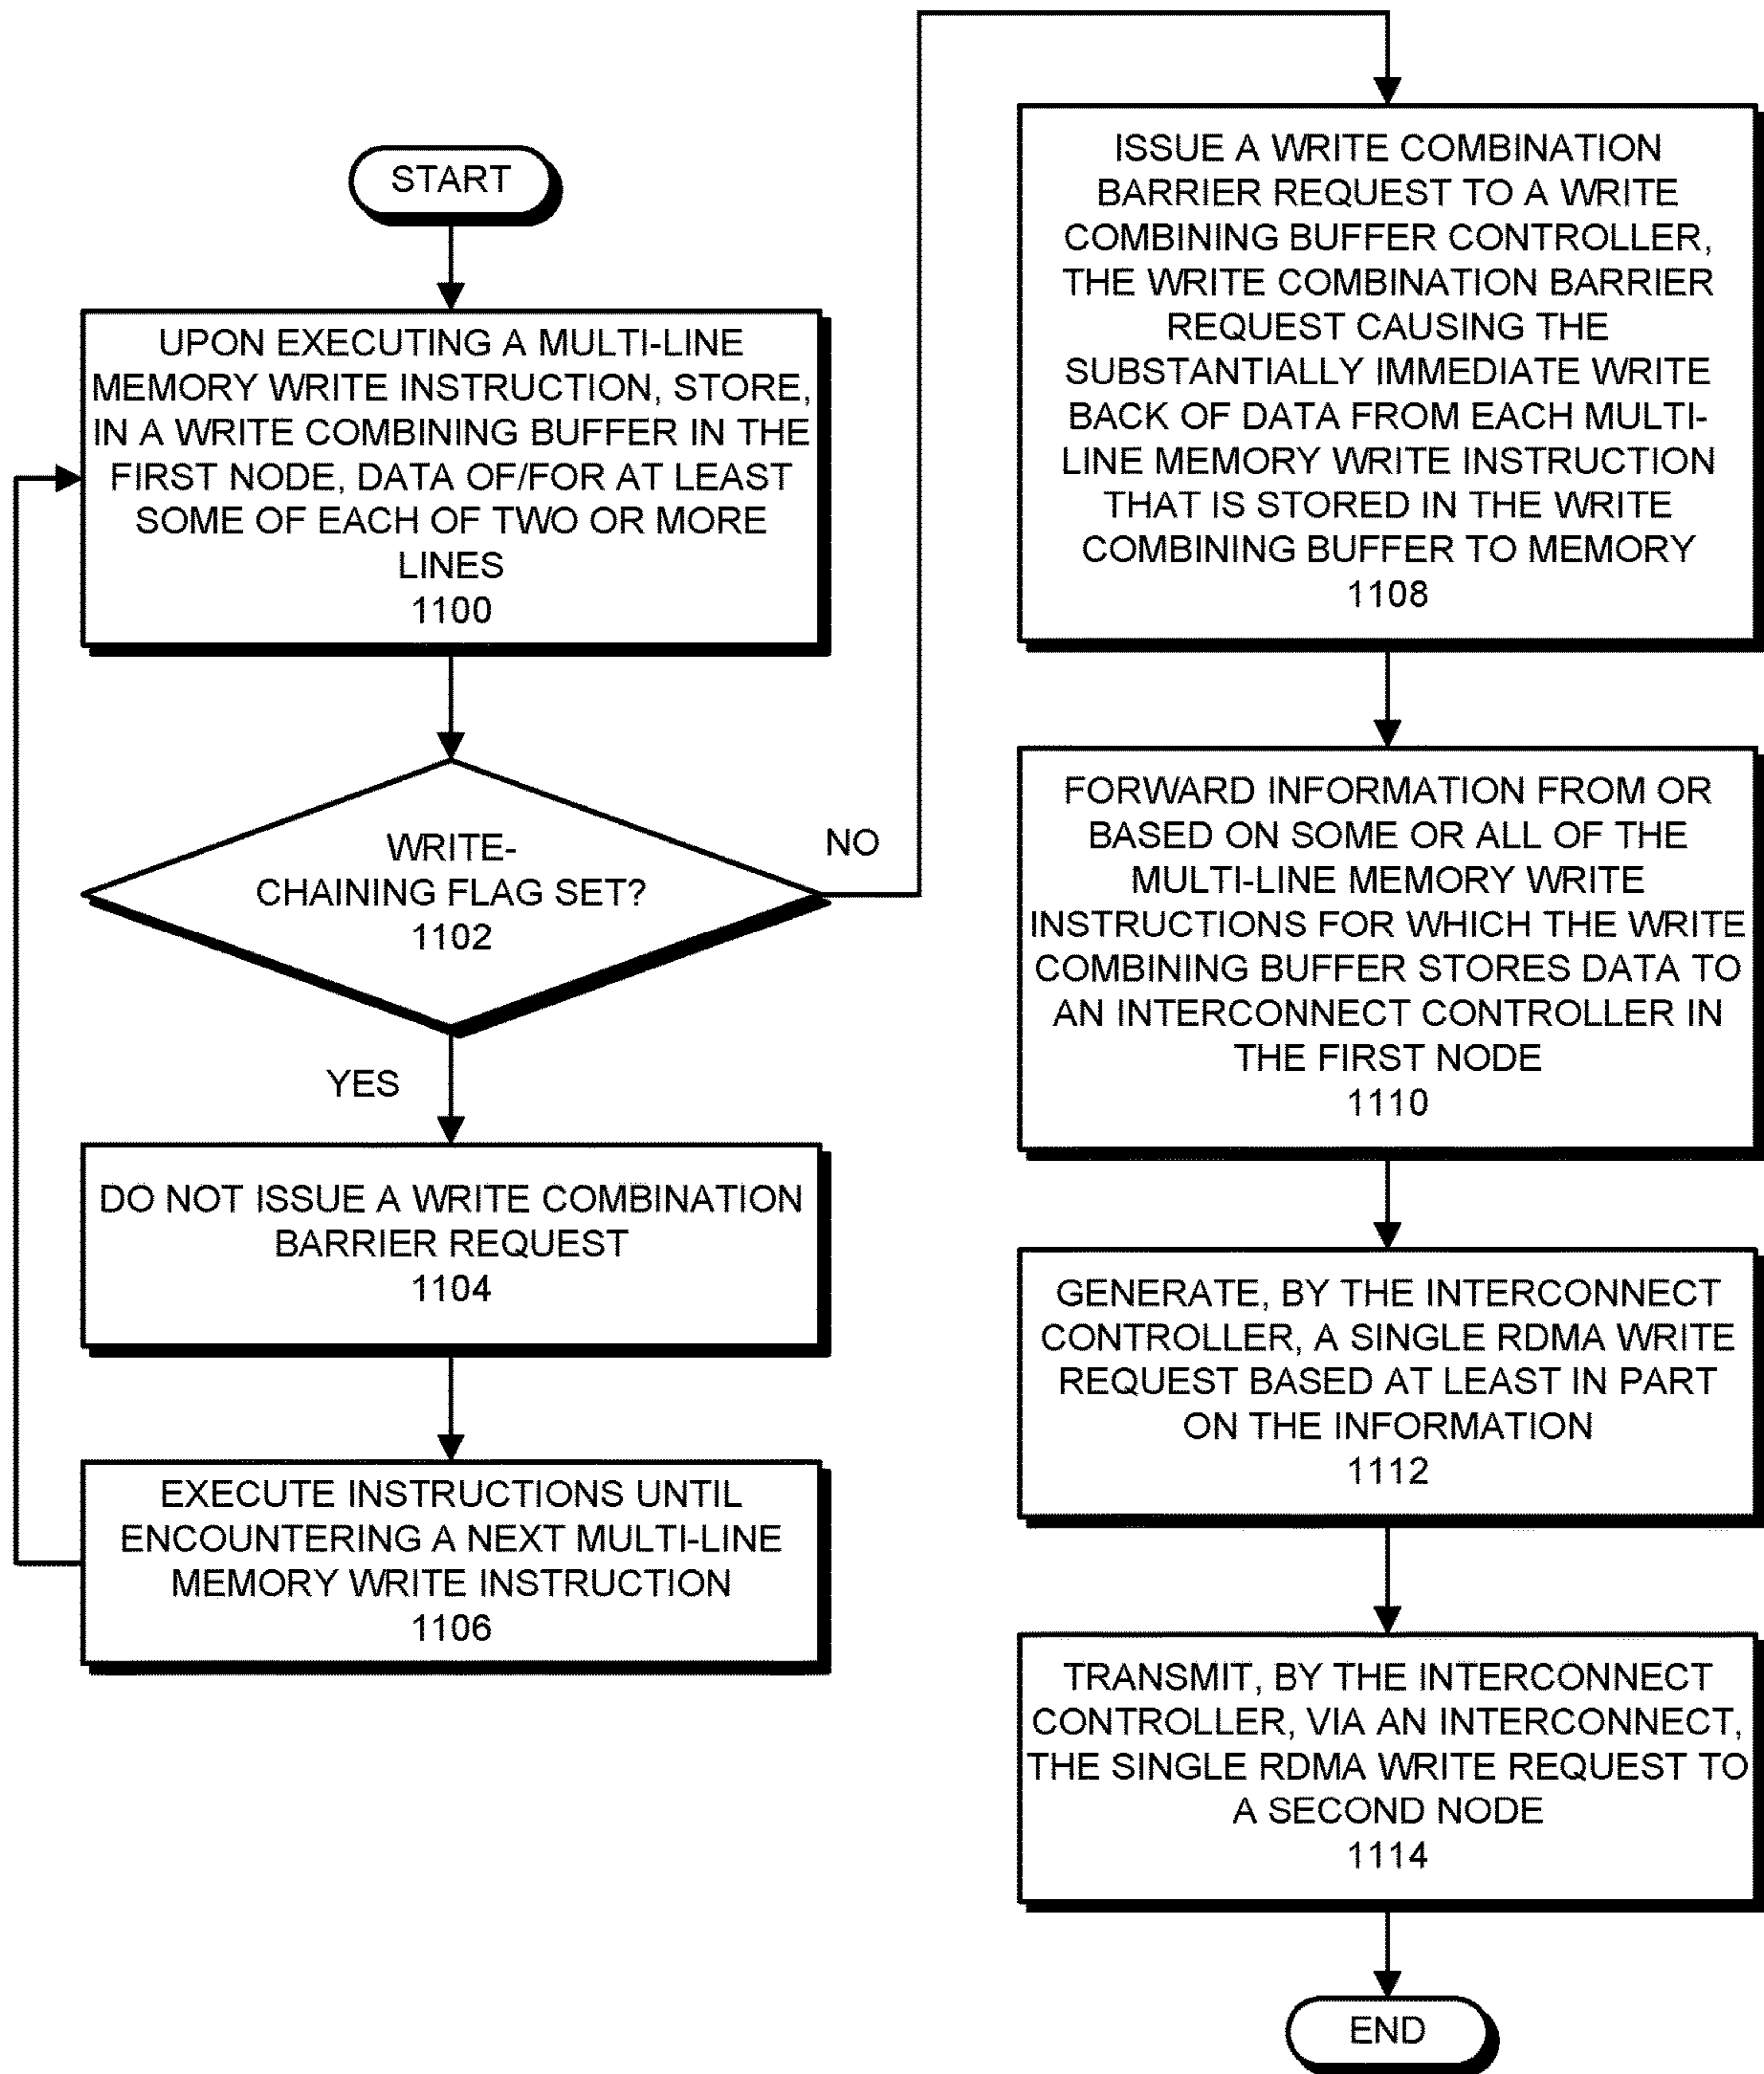 START
UPON EXECUTING A MULTI-LINE
MEMORY WRITE INSTRUCTION, STORE,
IN A WRITE COMBINING BUFFER IN THE
FIRST NODE, DATA OF/FOR AT LEAST
SOME OF EACH OF TWO OR MORE
LINES
1100
WRITE-
CHAINING FLAG SET?
1102
NO
YES
DO NOT ISSUE A WRITE COMBINATION
BARRIER REQUEST
1104
EXECUTE INSTRUCTIONS UNTIL
ENCOUNTERING A NEXT MULTI-LINE
MEMORY WRITE INSTRUCTION
1106
ISSUE A WRITE COMBINATION
BARRIER REQUEST TO A WRITE
COMBINING BUFFER CONTROLLER,
THE WRITE COMBINATION BARRIER
REQUEST CAUSING THE
SUBSTANTIALLY IMMEDIATE WRITE
BACK OF DATA FROM EACH MULTI-
LINE MEMORY WRITE INSTRUCTION
THAT IS STORED IN THE WRITE
COMBINING BUFFER TO MEMORY
1108
FORWARD INFORMATION FROM OR
BASED ON SOME OR ALL OF THE
MULTI-LINE MEMORY WRITE
INSTRUCTIONS FOR WHICH THE WRITE
COMBINING BUFFER STORES DATA TO
AN INTERCONNECT CONTROLLER IN
THE FIRST NODE
1110
GENERATE, BY THE INTERCONNECT
CONTROLLER, A SINGLE RDMA WRITE
REQUEST BASED AT LEAST IN PART
ON THE INFORMATION
1112
TRANSMIT, BY THE INTERCONNECT
CONTROLLER, VIA AN INTERCONNECT,
THE SINGLE RDMA WRITE REQUEST TO
A SECOND NODE
1114
END